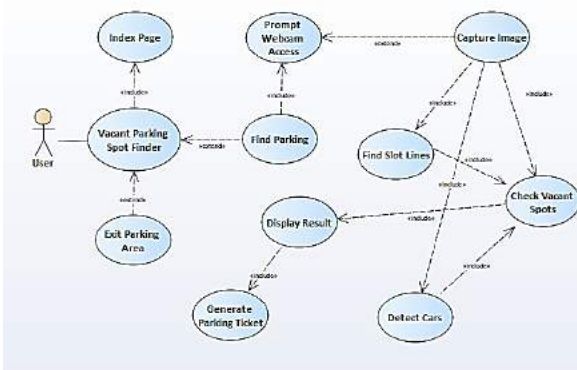 Index Page
Prompt
Webcam
Access
Capture Image
«extend»
«include»
«include»
«include»
«include»
User
Vacant Parking
Spot Finder
«extend»
Find Parking
Find Slot Lines
«include»
«include»
Check Vacant
Spots
«extend»
Display Result
«include»
Exit Parking
Area
«include»
«include»
Generate
Parking Ticket
Detect Cars